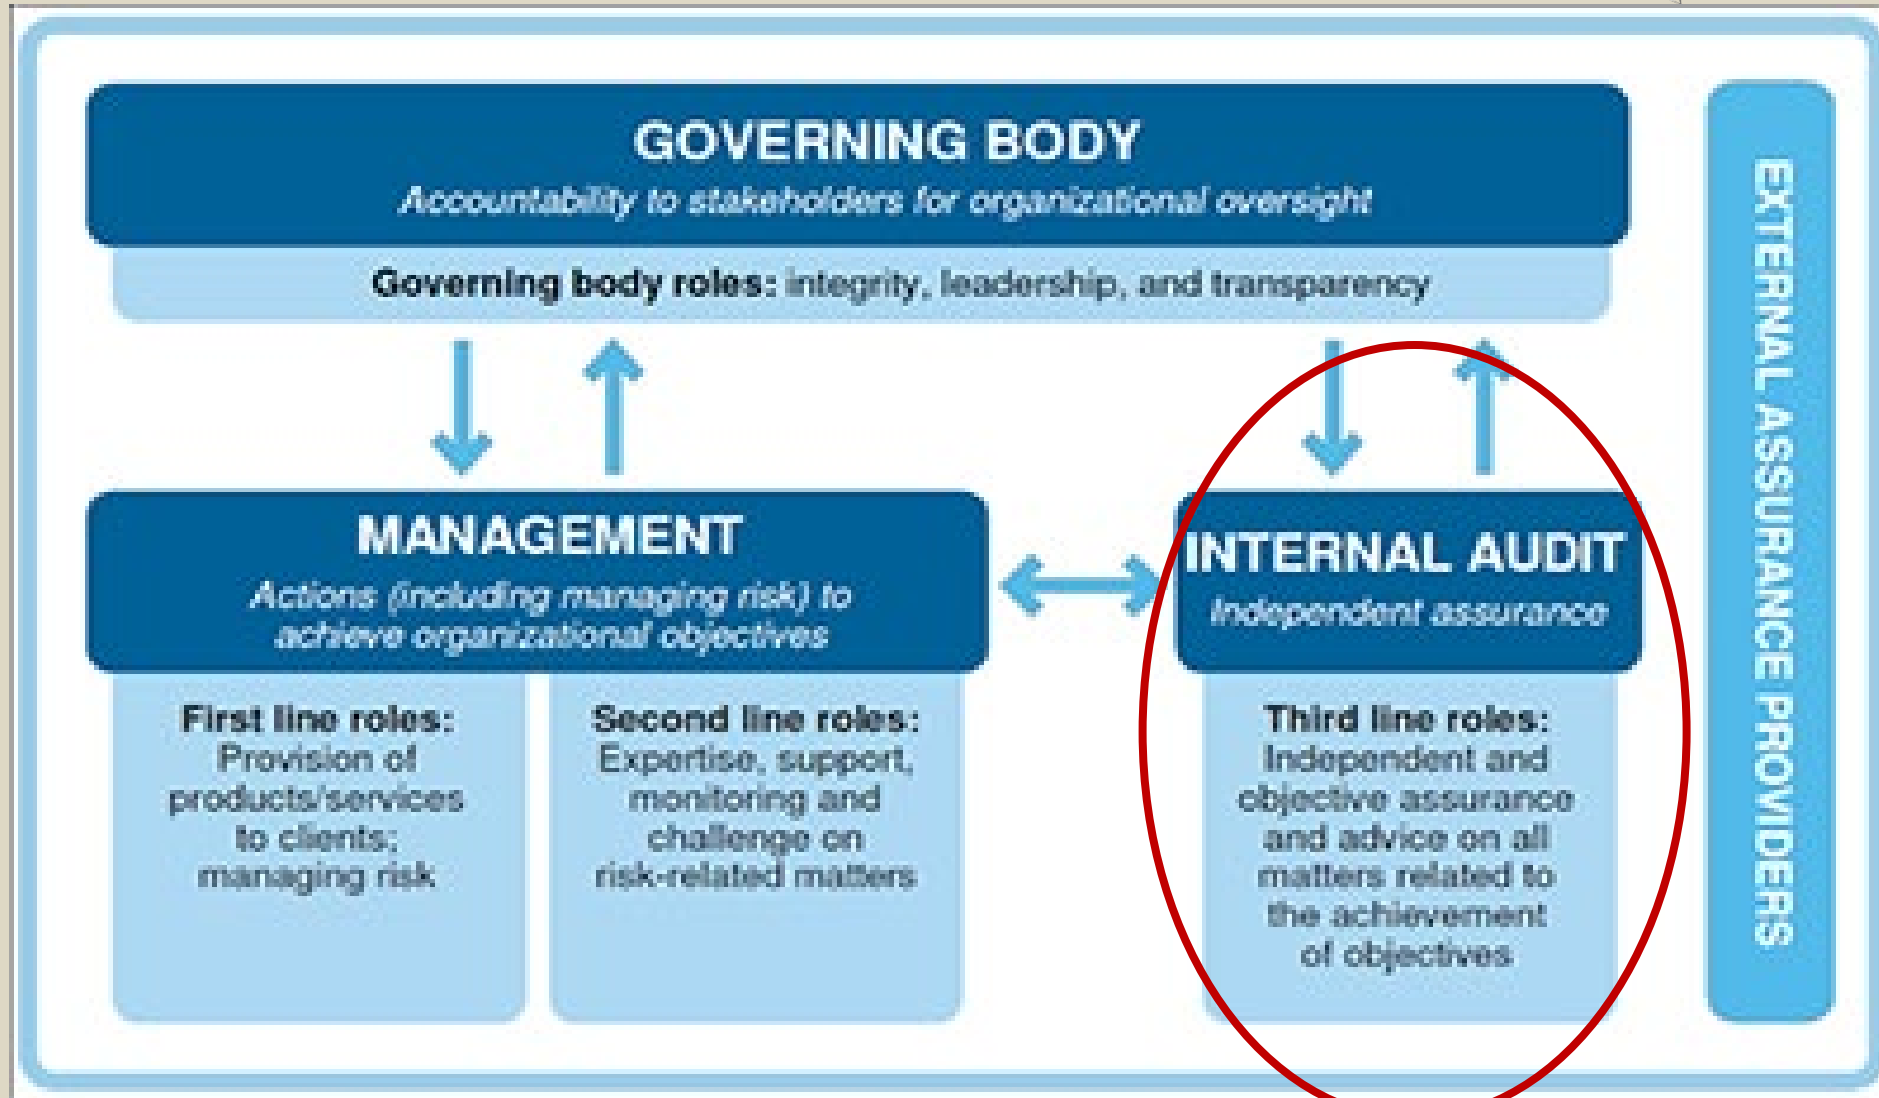 GOVERNING BODY
Accountability to stakeholders for organizational oversight
Governing body roles: integrity, leadership, and transparency
MANAGEMENT
Actions (including managing risk) to
achieve organizational objectives
First line roles:
Provision of
products/services
to clients;
managing risk
Second line roles:
Expertise, support,
monitoring and
challenge on
risk-related matters
INTERNAL AUDIT
Independent assurance
Third line roles:
Independent and
objective assurance
and advice on all
matters related to
the achievement
of objectives
EXTERNAL ASSURANCE PROVIDERS